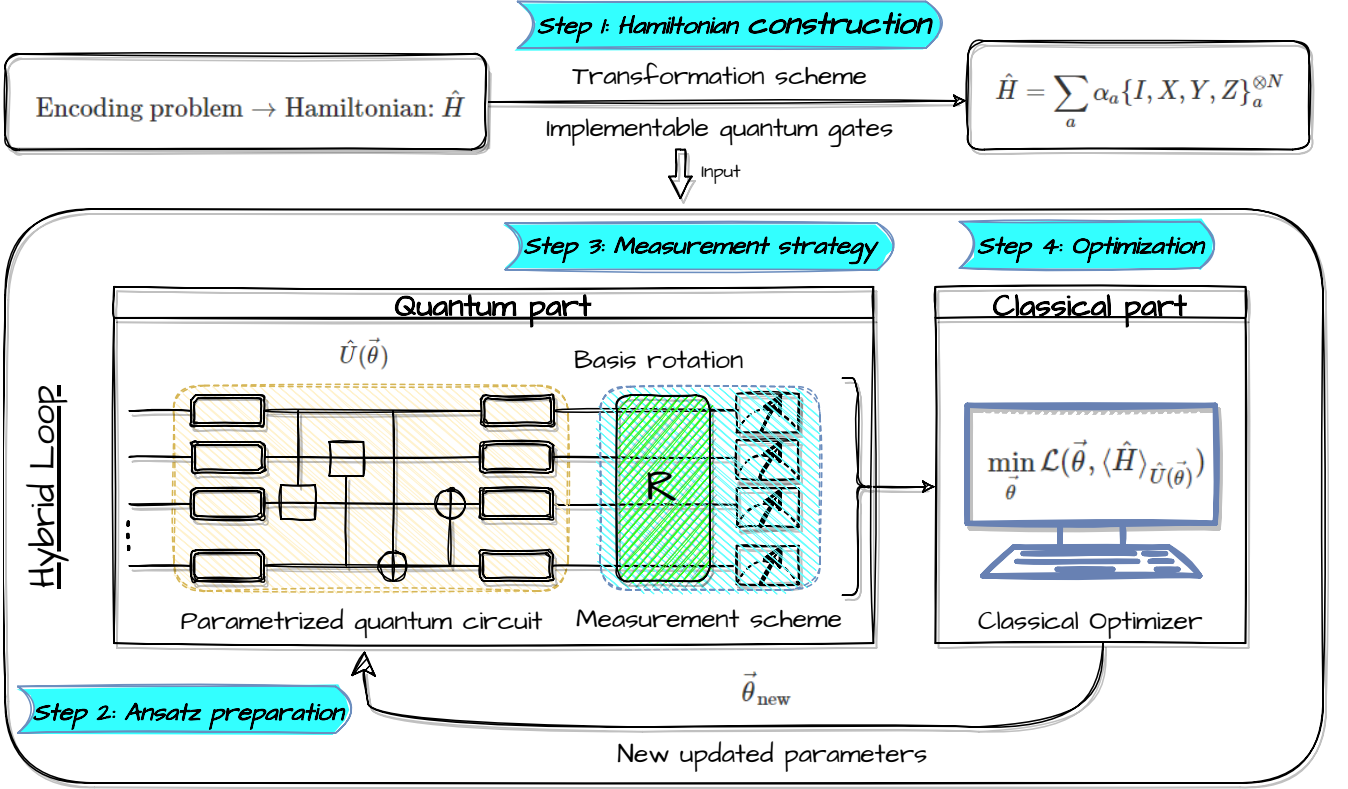 Step 1: Hamiltonian construction
Encoding problem → Hamiltonian: Ĥ
Transformation scheme
Implementable quantum gates
Ĥ = ∑_a α_a{I, X, Y, Z}_a^{⊗N}
Input
Step 3: Measurement strategy
Step 4: Optimization
Hybrid Loop
Quantum part
Classical part
Û(θ⃗)
Basis rotation
R
min_θ⃗ ℒ(θ⃗, ⟨Ĥ⟩_{Û(θ⃗)})
Parametrized quantum circuit
Measurement scheme
Classical Optimizer
Step 2: Ansatz preparation
θ⃗_new
New updated parameters